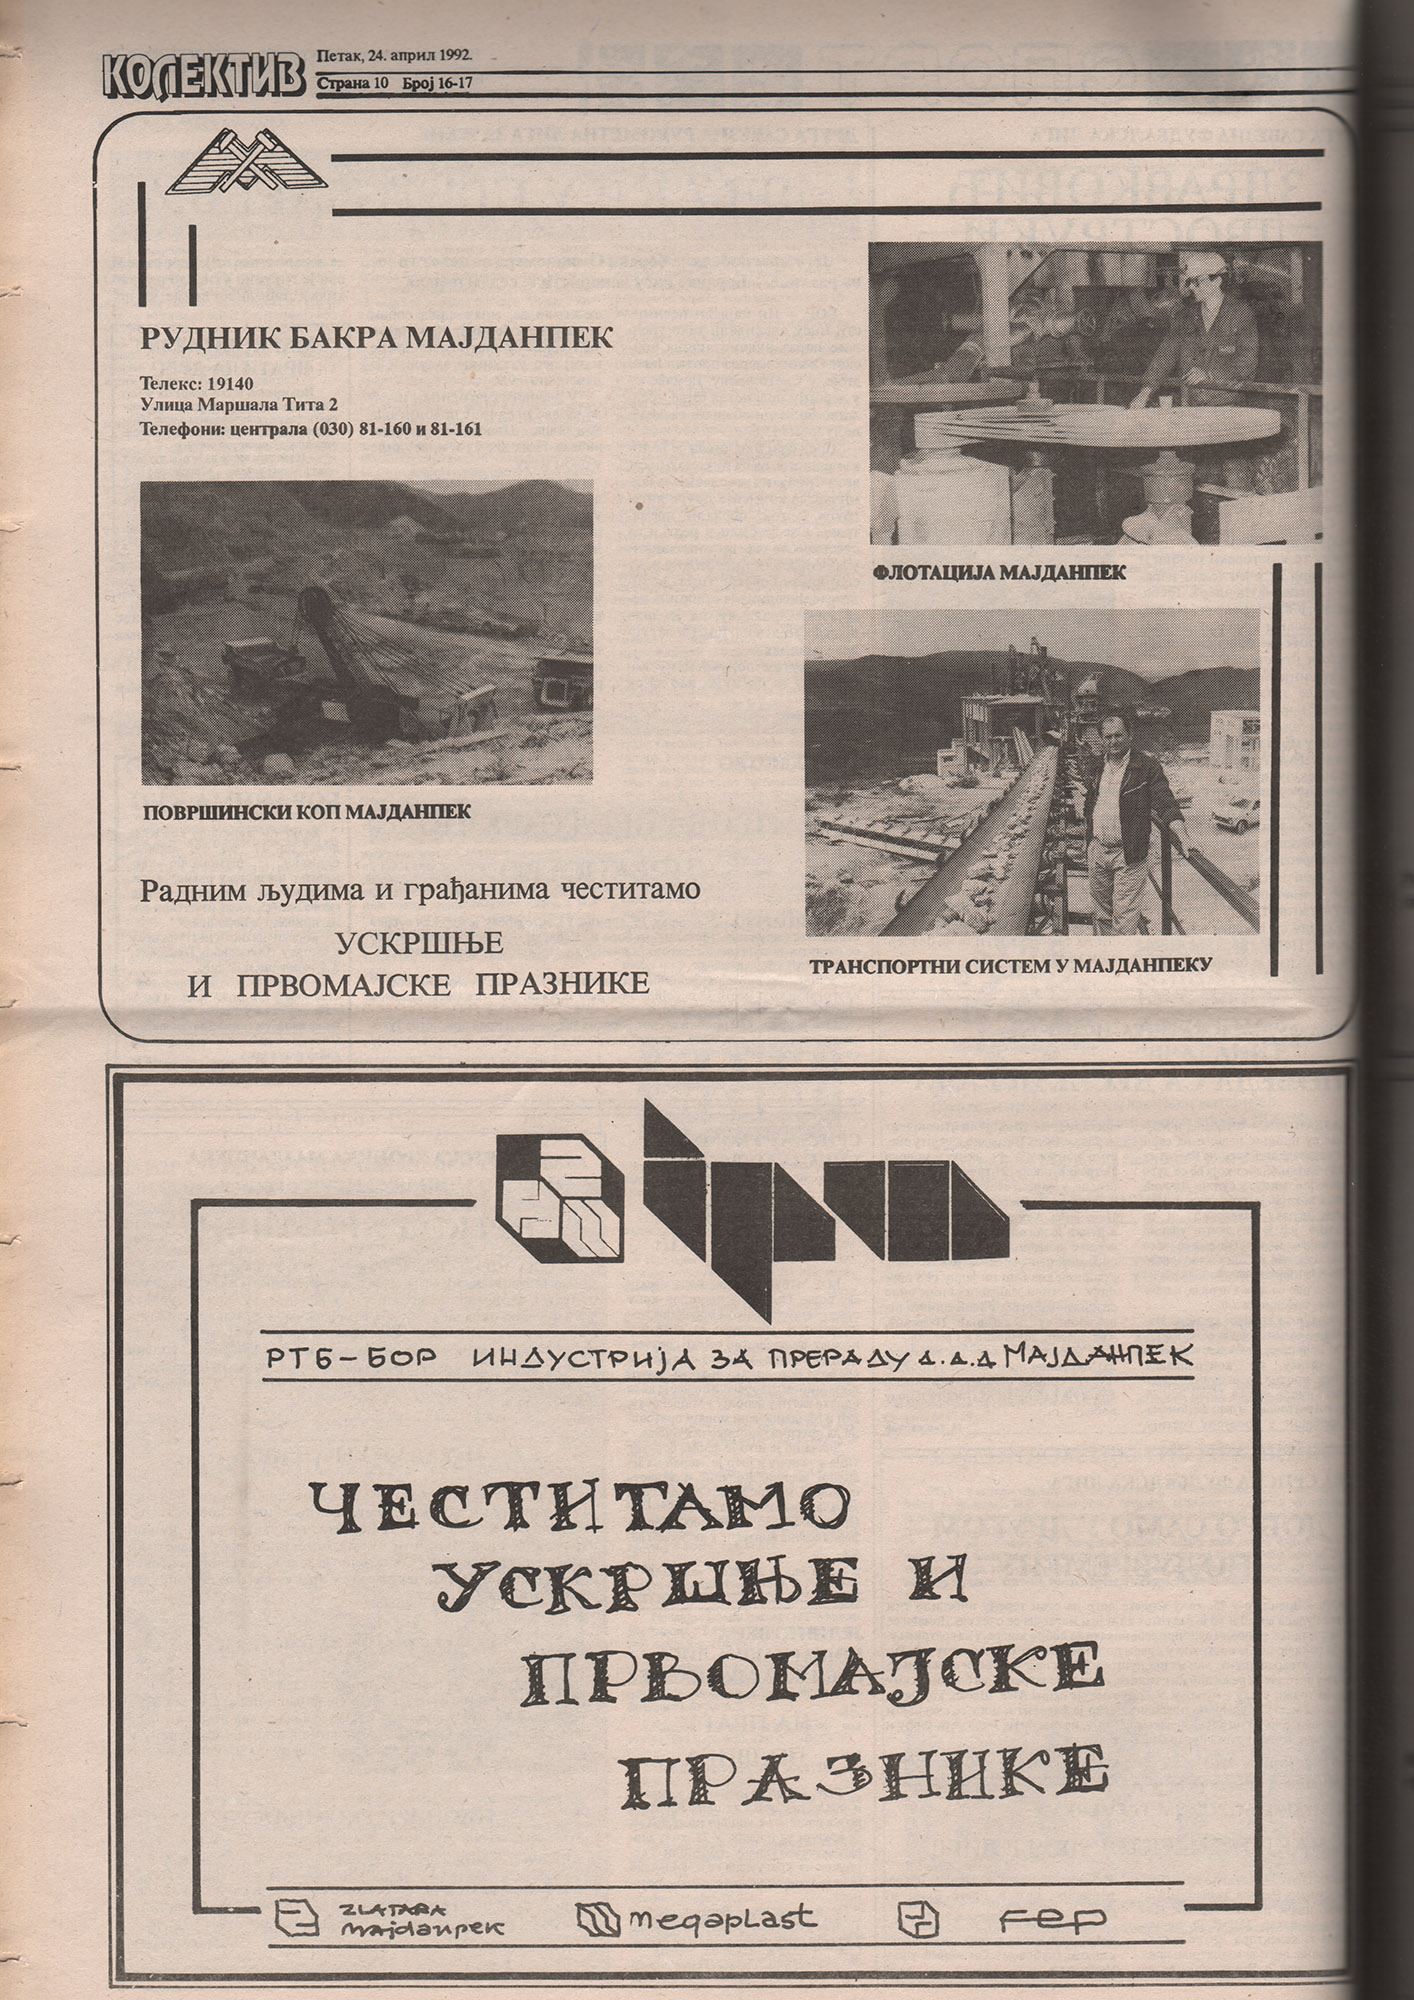 КОЛЕКТИВ
Петак, 24. април 1992.
Страна 10 Број 16-17
РУДНИК БАКРА МАЈДАНПЕК
Телекс: 19140
Улица Маршала Тита 2
Телефони: централа (030) 81-160 и 81-161
ФЛОТАЦИЈА МАЈДАНПЕК
ПОВРШИНСКИ КОП МАЈДАНПЕК
ТРАНСПОРТНИ СИСТЕМ У МАЈДАНПЕКУ
Радним људима и грађанима честитамо
УСКРШЊЕ
И ПРВОМАЈСКЕ ПРАЗНИКЕ
ipm
РТБ-БОР ИНДУСТРИЈА ЗА ПРЕРАДУ д.д.д МАЈДАНПЕК
ЧЕСТИТАМО
УСКРШЊЕ И
ПРВОМАЈСКЕ
ПРАЗНИКЕ
ZLATARA
majdanpek
megaplast
fep